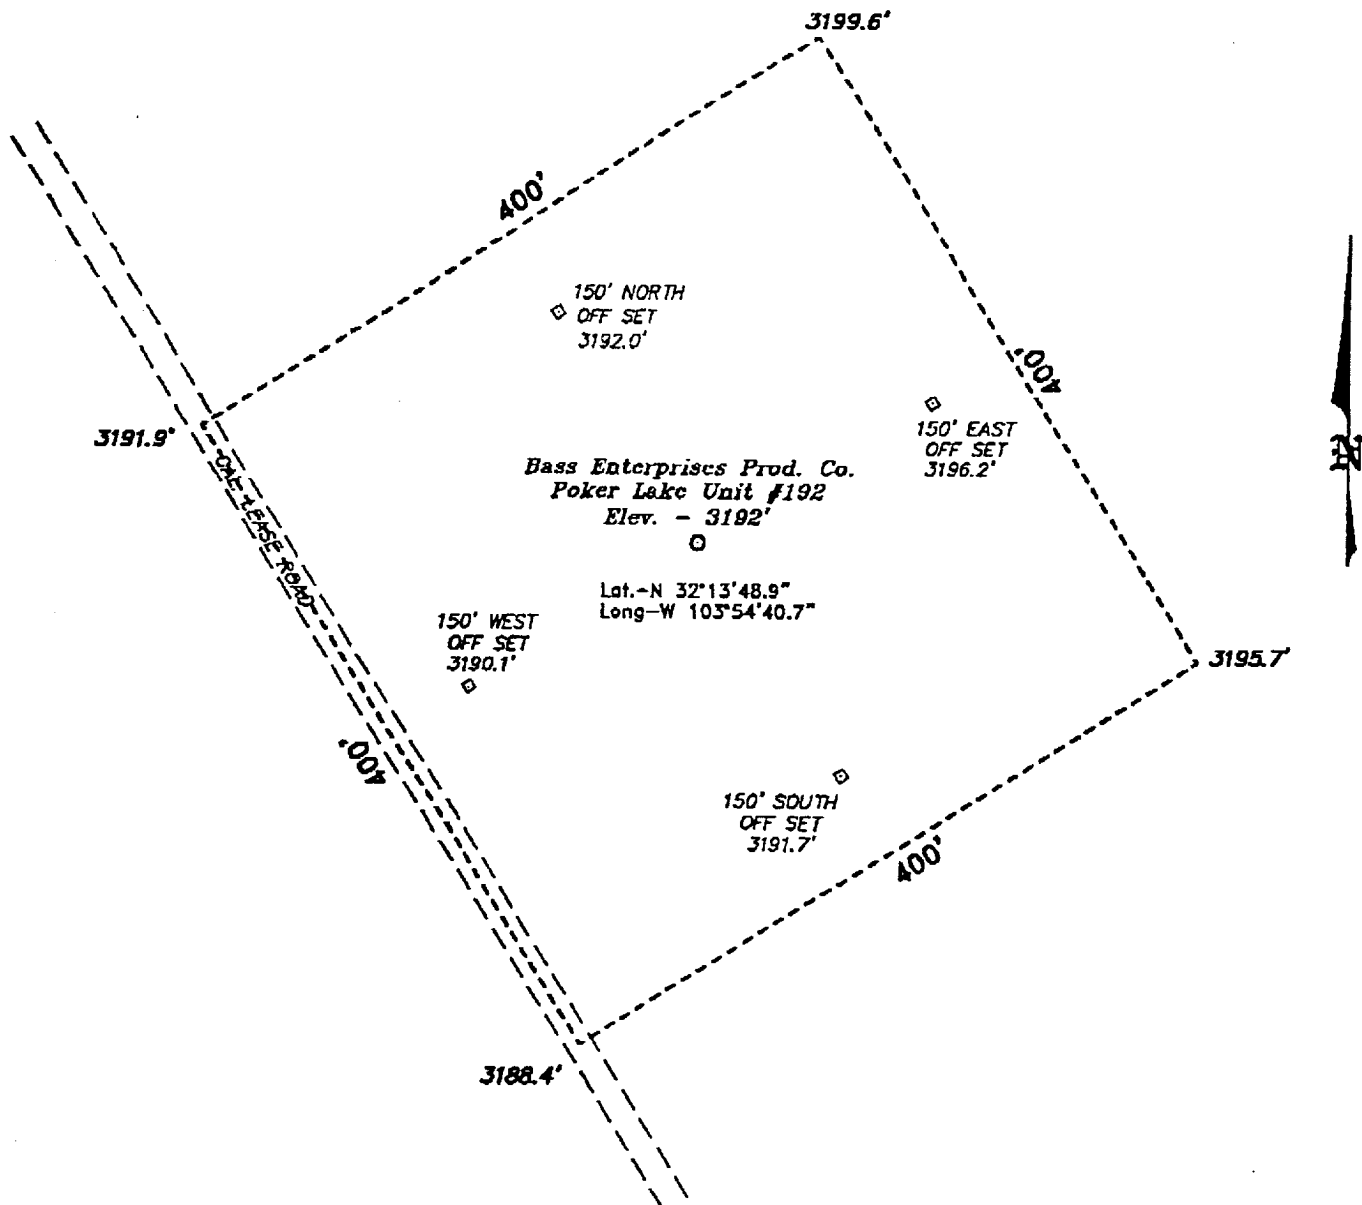 3199.6'
400'
150' NORTH
OFF SET
3192.0'
400'
3191.9'
150' EAST
OFF SET
3196.2'
N
CAL. LEASE ROAD
Bass Enterprises Prod. Co.
Poker Lake Unit #192
Elev. - 3192'
Lat.-N 32°13'48.9"
Long-W 103°54'40.7"
150' WEST
OFF SET
3190.1'
3195.7'
400'
150' SOUTH
OFF SET
3191.7'
400'
3188.4'